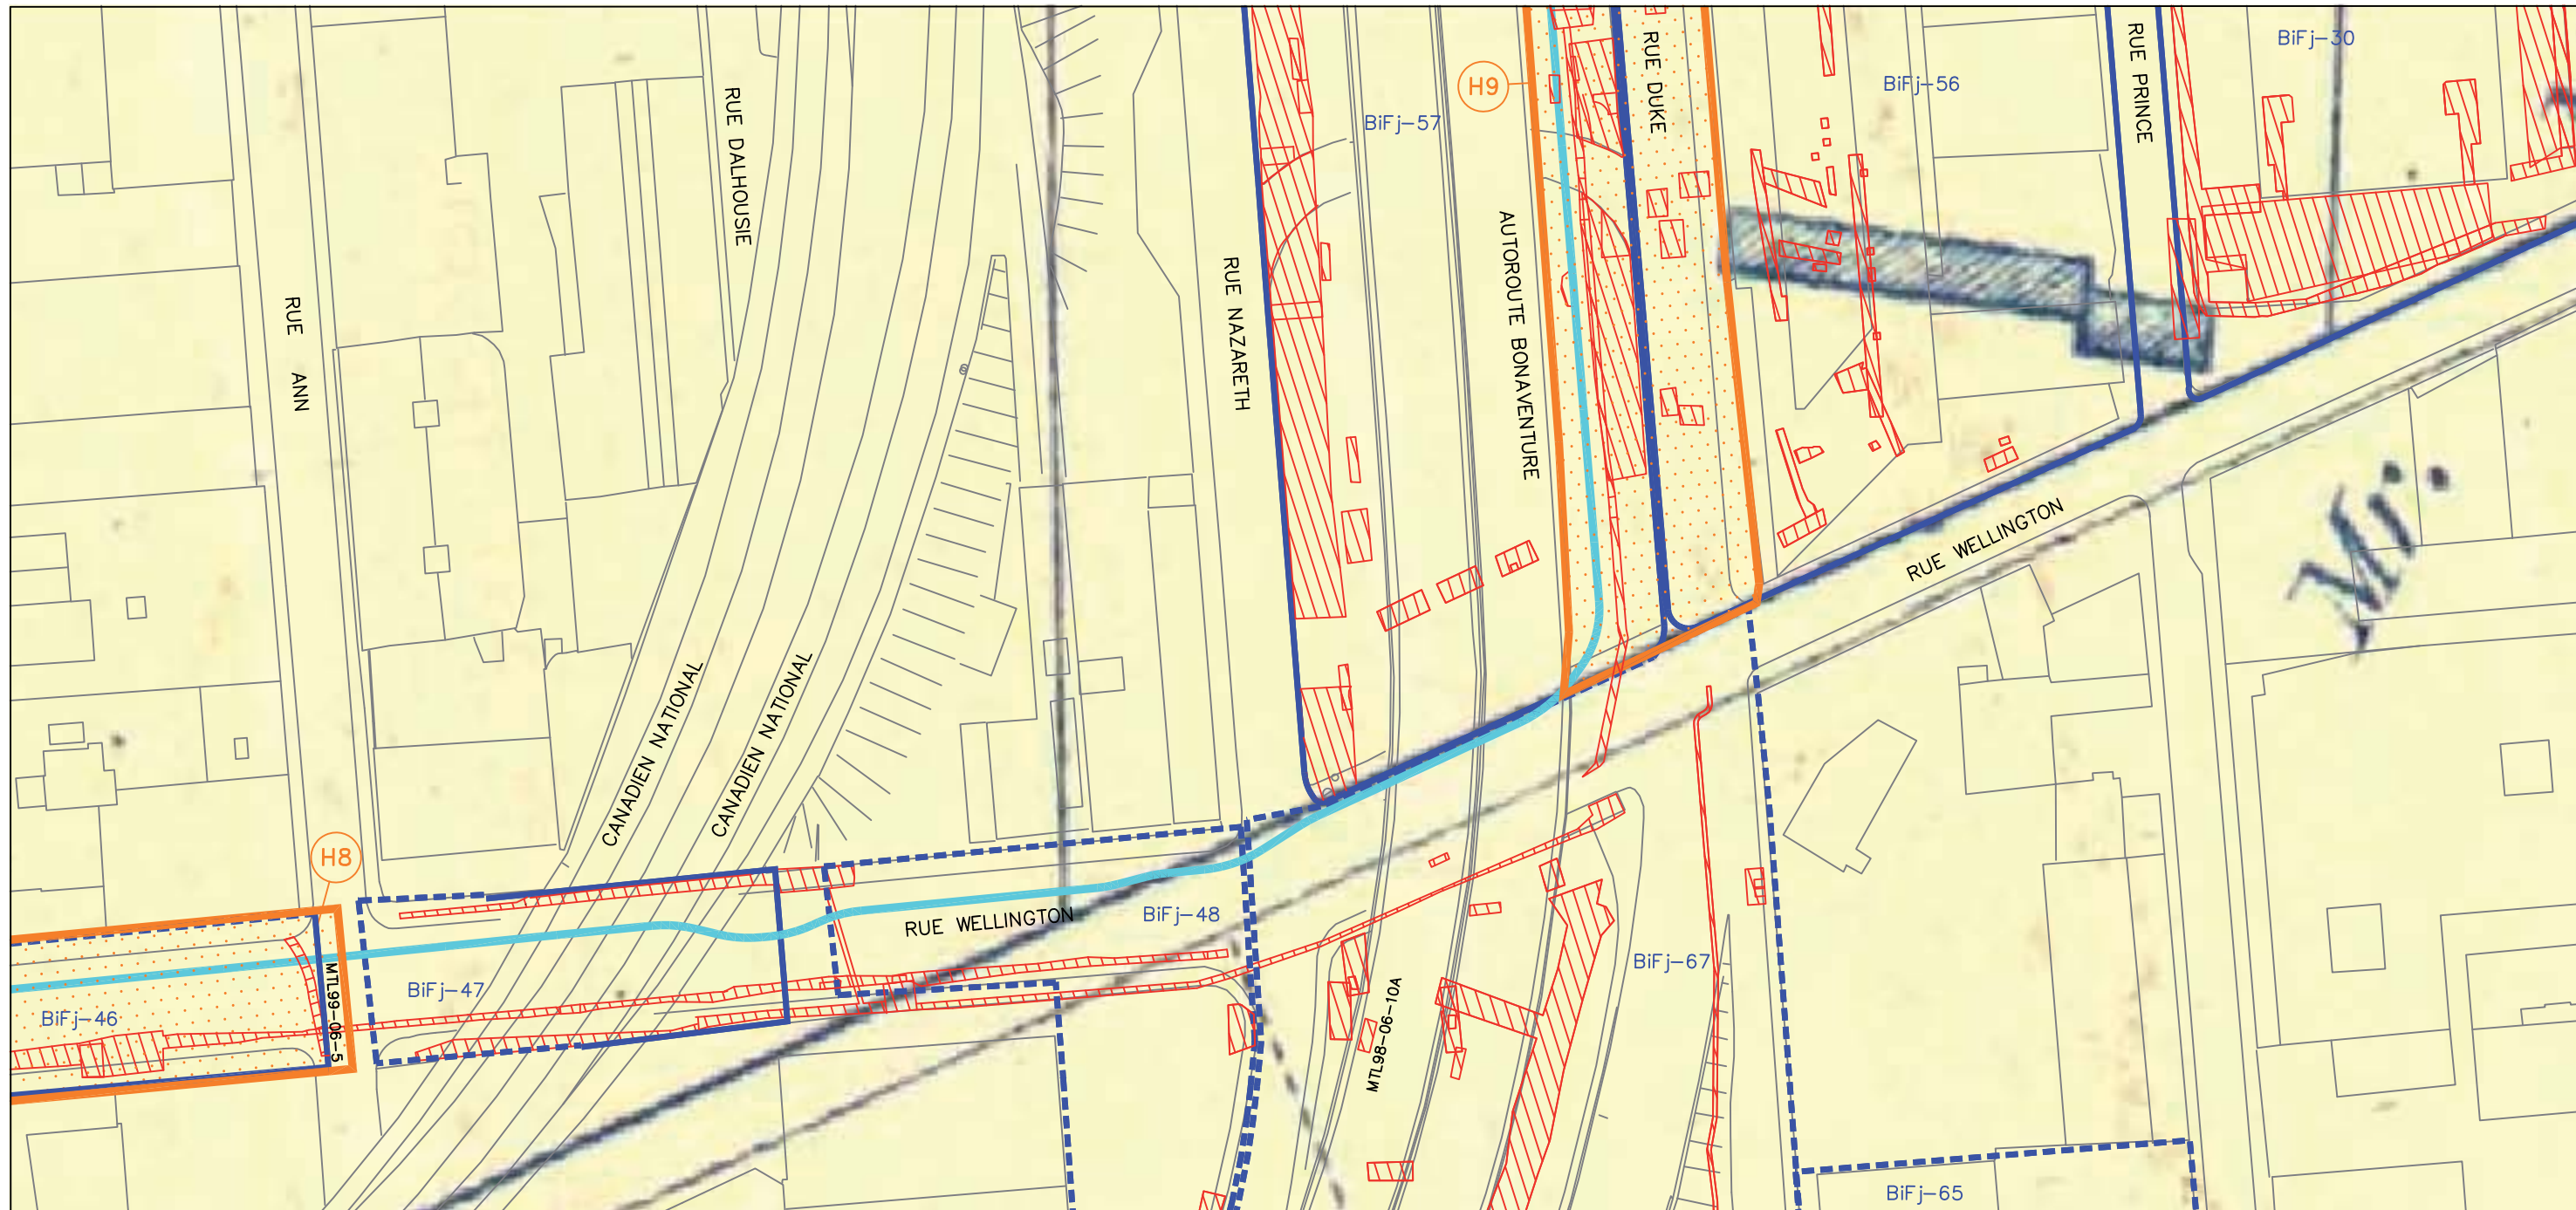 BiFj-30
RUE PRINCE
RUE DUKE
H9
BiFj-56
RUE DALHOUSIE
BiFj-57
AUTOROUTE BONAVENTURE
RUE NAZARETH
RUE ANN
RUE WELLINGTON
CANADIEN NATIONAL
CANADIEN NATIONAL
H8
RUE WELLINGTON
BiFj-48
BiFj-67
MTL99-06-5
BiFj-47
BiFj-46
MTL98-06-10A
BiFj-65